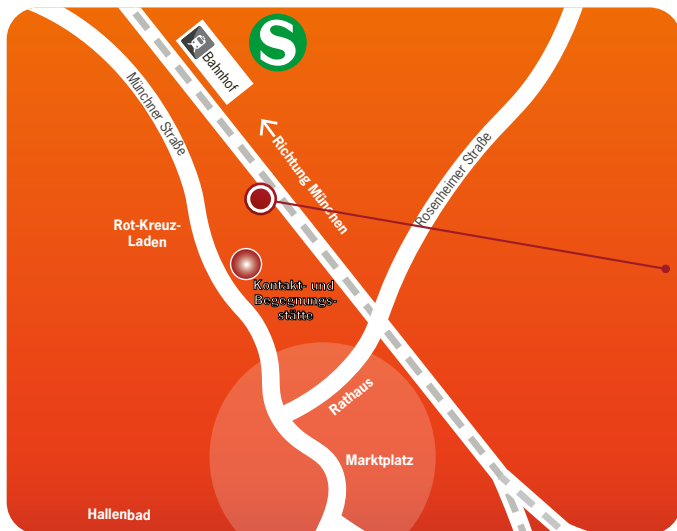 S
Bahnhof
Münchner Straße
Richtung München
Rosenheimer Straße
Rot-Kreuz-
Laden
Kontakt- und
Begegnungs-
stätte
Rathaus
Marktplatz
Hallenbad